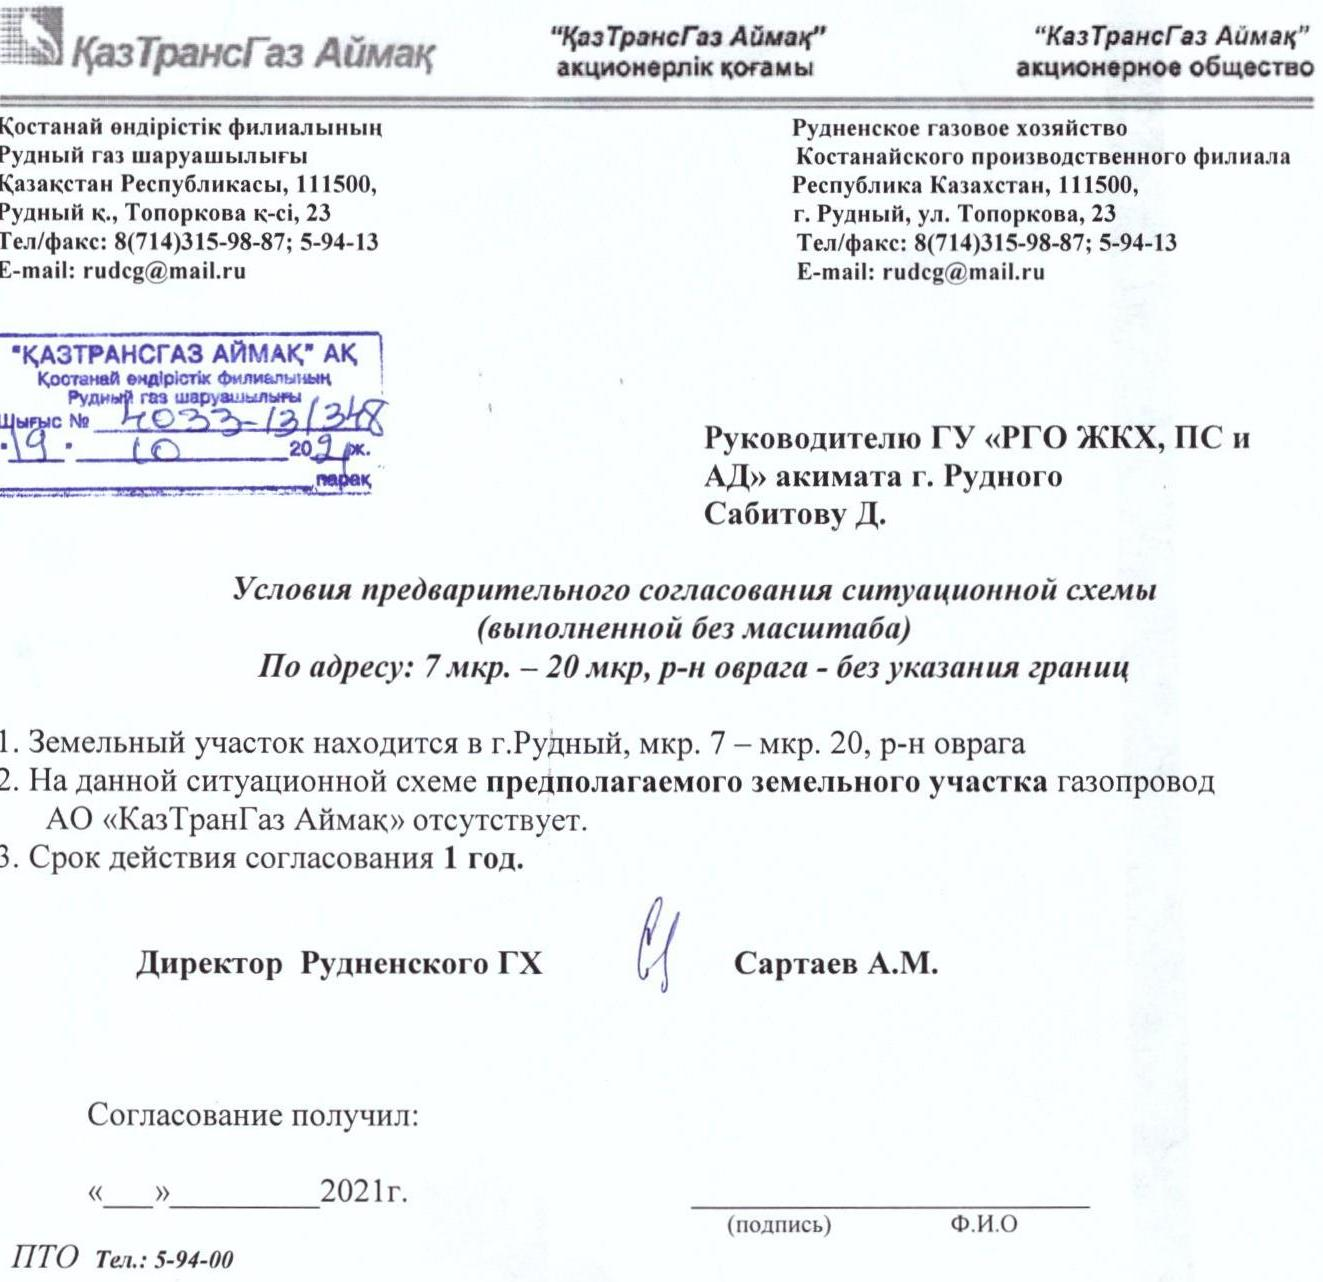 ҚазТрансГаз Аймақ
"ҚазТрансГаз Аймақ"
акционерлік қоғамы
"КазТрансГаз Аймақ"
акционерное общество
Қостанай өндірістік филиалының
Рудный газ шаруашылығы
Қазақстан Республикасы, 111500,
Рудный қ., Топоркова қ-сі, 23
Тел/факс: 8(714)315-98-87; 5-94-13
E-mail: rudcg@mail.ru
Рудненское газовое хозяйство
Костанайского производственного филиала
Республика Казахстан, 111500,
г. Рудный, ул. Топоркова, 23
Тел/факс: 8(714)315-98-87; 5-94-13
E-mail: rudcg@mail.ru
"ҚАЗТРАНСГАЗ АЙМАҚ" АҚ
Қостанай өндірістік филиалының
Рудный газ шаруашылығы
Шығыс № 4033-13/348
"19" 10 2021 ж.
парақ
Руководителю ГУ «РГО ЖКХ, ПС и
АД» акимата г. Рудного
Сабитову Д.
Условия предварительного согласования ситуационной схемы
(выполненной без масштаба)
По адресу: 7 мкр. – 20 мкр, р-н оврага - без указания границ
1. Земельный участок находится в г.Рудный, мкр. 7 – мкр. 20, р-н оврага
2. На данной ситуационной схеме предполагаемого земельного участка газопровод
АО «КазТранГаз Аймақ» отсутствует.
3. Срок действия согласования 1 год.
Директор Рудненского ГХ Сартаев А.М.
Согласование получил:
«___»_________2021г.
(подпись) Ф.И.О
ПТО Тел.: 5-94-00